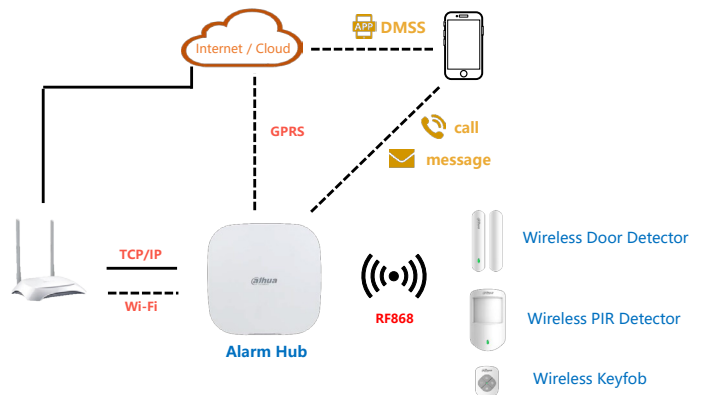 APP DMSS
Internet / Cloud
GPRS
call
message
TCP/IP
Wi-Fi
alhua
Alarm Hub
RF868
Wireless Door Detector
Wireless PIR Detector
Wireless Keyfob